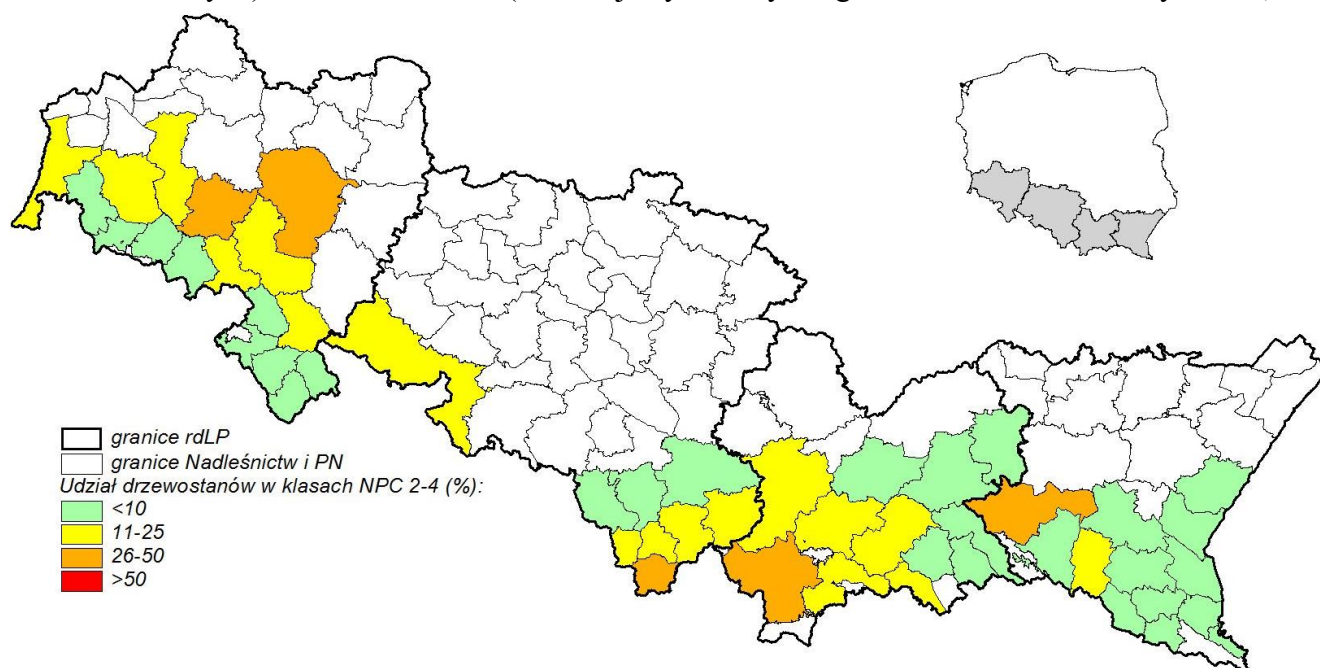 granice rdLP
granice Nadleśnictw i PN
Udział drzewostanów w klasach NPC 2-4 (%):
<10
11-25
26-50
>50